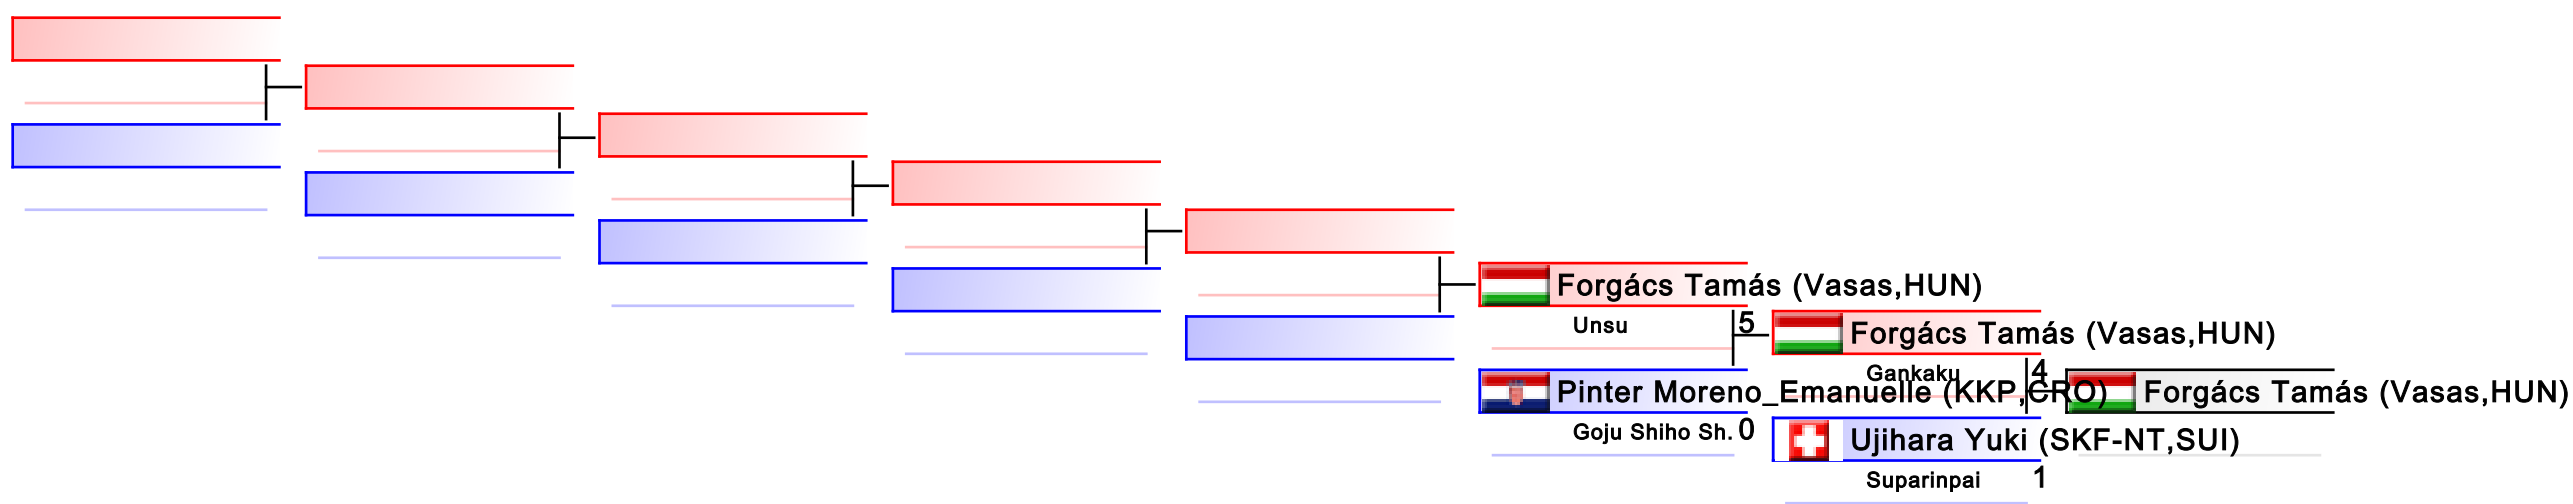 Forgács Tamás (Vasas,HUN)
Unsu
5
Pinter Moreno_Emanuelle (KKP,CRO)
Goju Shiho Sh.
0
Forgács Tamás (Vasas,HUN)
Gankaku
4
Ujihara Yuki (SKF-NT,SUI)
Suparinpai
1
Forgács Tamás (Vasas,HUN)